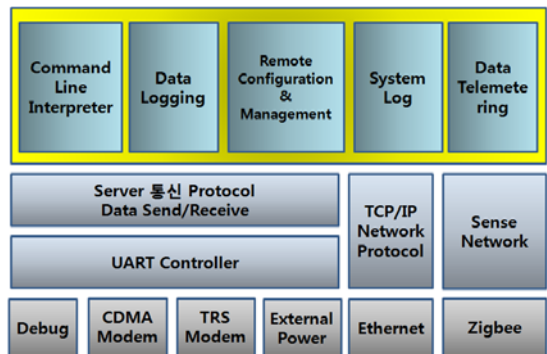 Command
Line
Interpreter
Data
Logging
Remote
Configuration
&
Management
System
Log
Data
Telemete
ring
Server 통신 Protocol
Data Send/Receive
TCP/IP
Network
Protocol
Sense
Network
UART Controller
Debug
CDMA
Modem
TRS
Modem
External
Power
Ethernet
Zigbee